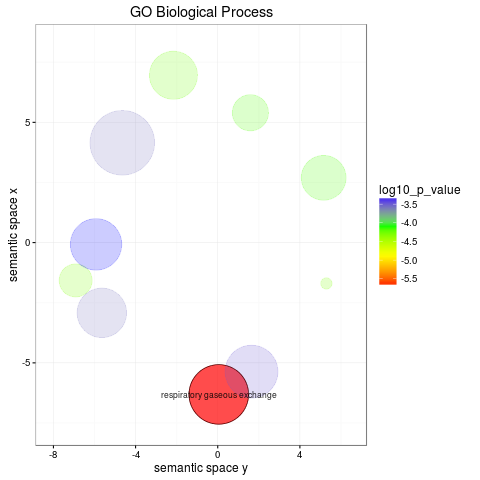 GO Biological Process
semantic space x
5
0
-5
respiratory gaseous exchange
-8
-4
0
4
semantic space y
log10_p_value
-3.5
-4.0
-4.5
-5.0
-5.5